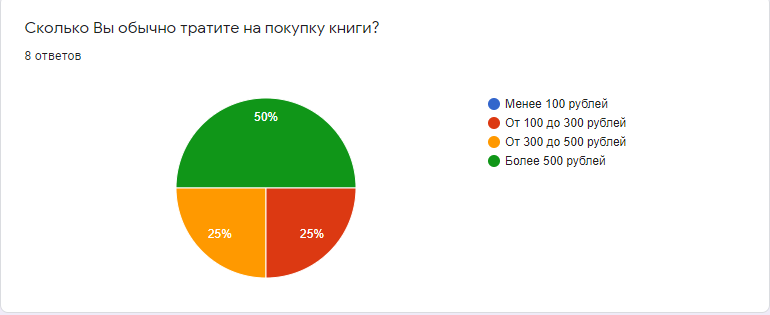 Сколько Вы обычно тратите на покупку книги?
8 ответов
50%
25%
25%
Менее 100 рублей
От 100 до 300 рублей
От 300 до 500 рублей
Более 500 рублей